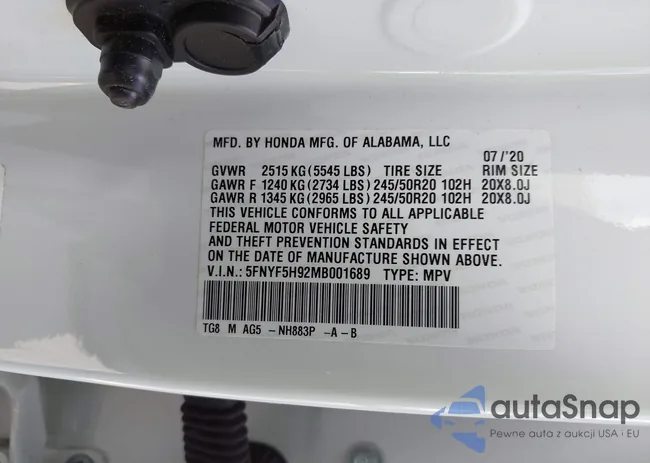 MFD. BY HONDA MFG. OF ALABAMA, LLC
07/'20
GVWR 2515 KG (5545 LBS) TIRE SIZE RIM SIZE
GAWR F 1240 KG (2734 LBS) 245/50R20 102H 20X8.0J
GAWR R 1345 KG (2965 LBS) 245/50R20 102H 20X8.0J
THIS VEHICLE CONFORMS TO ALL APPLICABLE
FEDERAL MOTOR VEHICLE SAFETY
AND THEFT PREVENTION STANDARDS IN EFFECT
ON THE DATE OF MANUFACTURE SHOWN ABOVE.
V.I.N.: 5FNYF5H92MB001689 TYPE: MPV
TG8 M AG5 -NH883P -A-B
autaSnap
Pewne auta z aukcji USA i EU